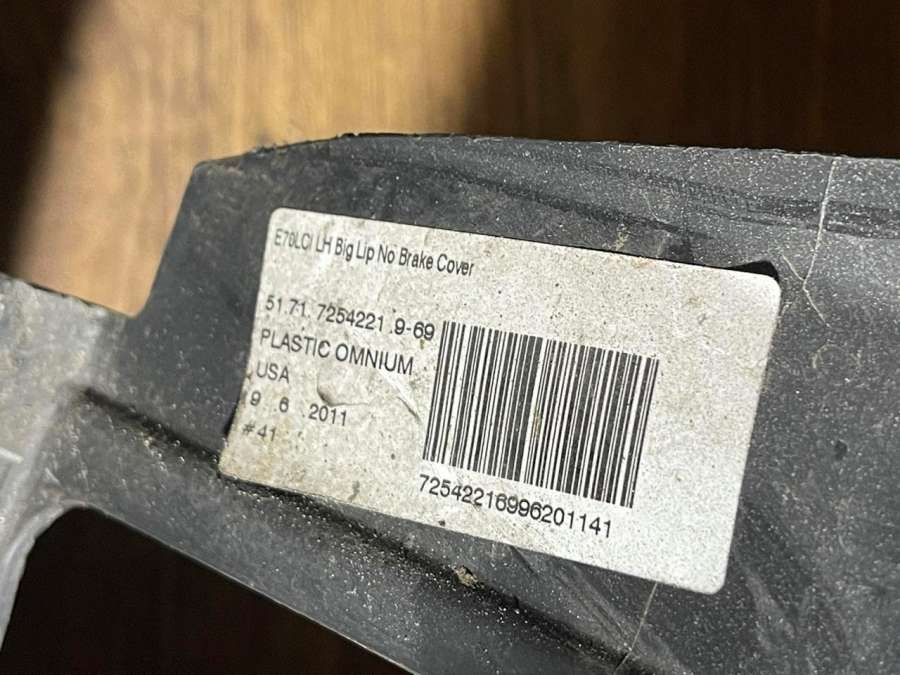 E70LCI LH Big Lip No Brake Cover
51.71. 7254221 .9-69
PLASTIC OMNIUM
USA
9 . 6 . 2011
#41
72542216996201141